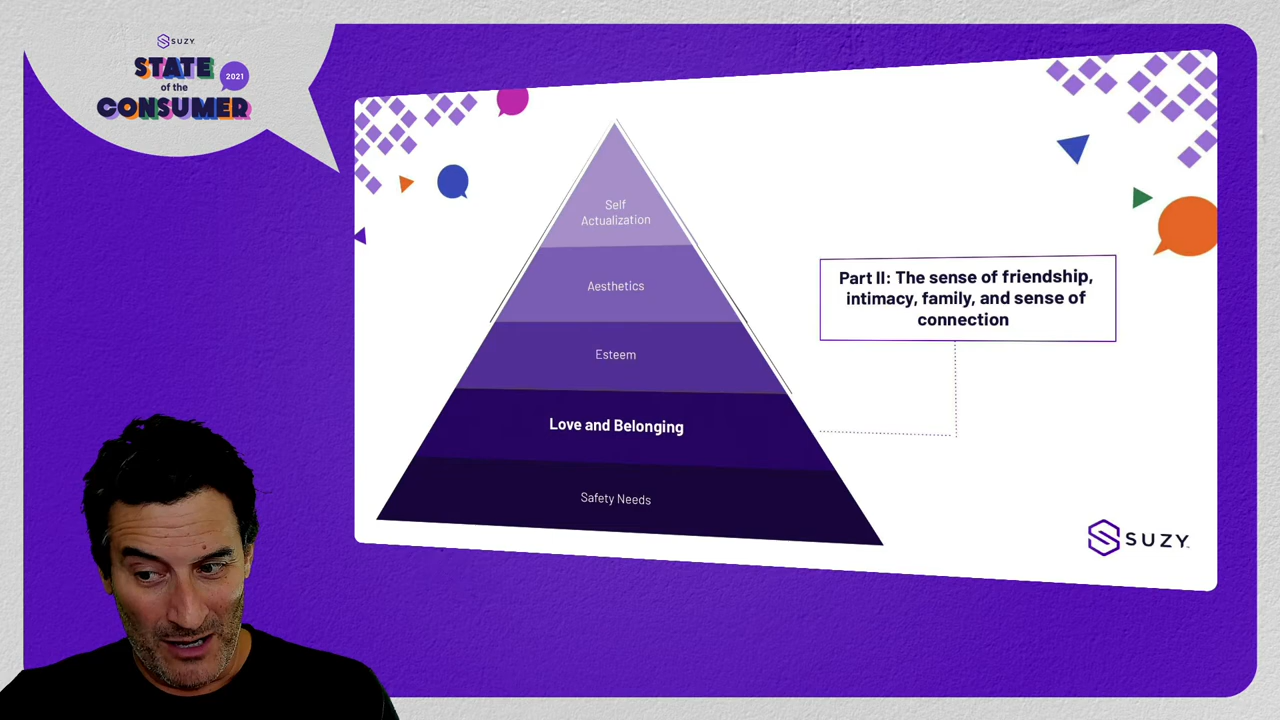 SUZY
STATE
2021
of the
CONSUMER
Self
Actualization
Aesthetics
Esteem
Love and Belonging
Safety Needs
Part II: The sense of friendship,
intimacy, family, and sense of
connection
SUZY